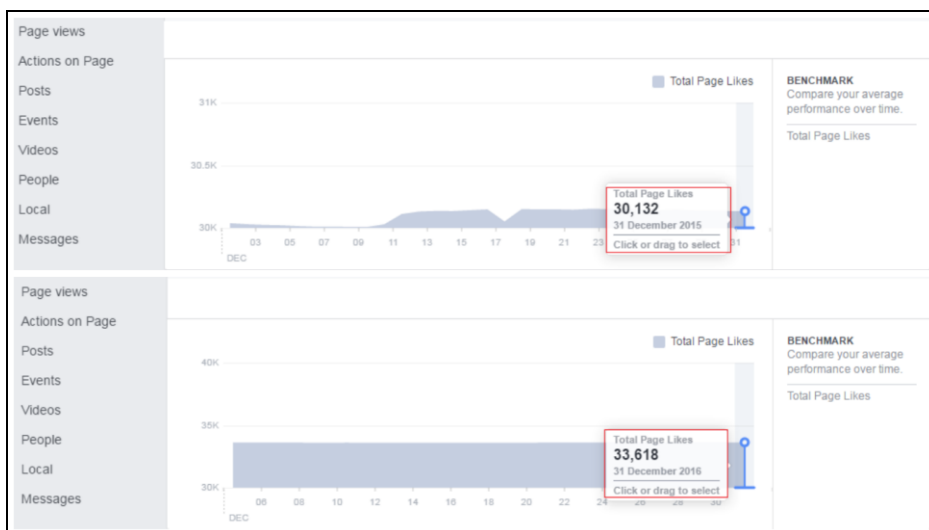 Page views
Actions on Page
Posts
Events
Videos
People
Local
Messages
Total Page Likes
31K
30.5K
30K
03 05 07 09 11 13 15 17 19 21 23 31
DEC
Total Page Likes
30,132
31 December 2015
Click or drag to select
BENCHMARK
Compare your average
performance over time.
Total Page Likes
Page views
Actions on Page
Posts
Events
Videos
People
Local
Messages
Total Page Likes
40K
35K
30K
06 08 10 12 14 16 18 20 22 24 26 28 30
DEC
Total Page Likes
33,618
31 December 2016
Click or drag to select
BENCHMARK
Compare your average
performance over time.
Total Page Likes